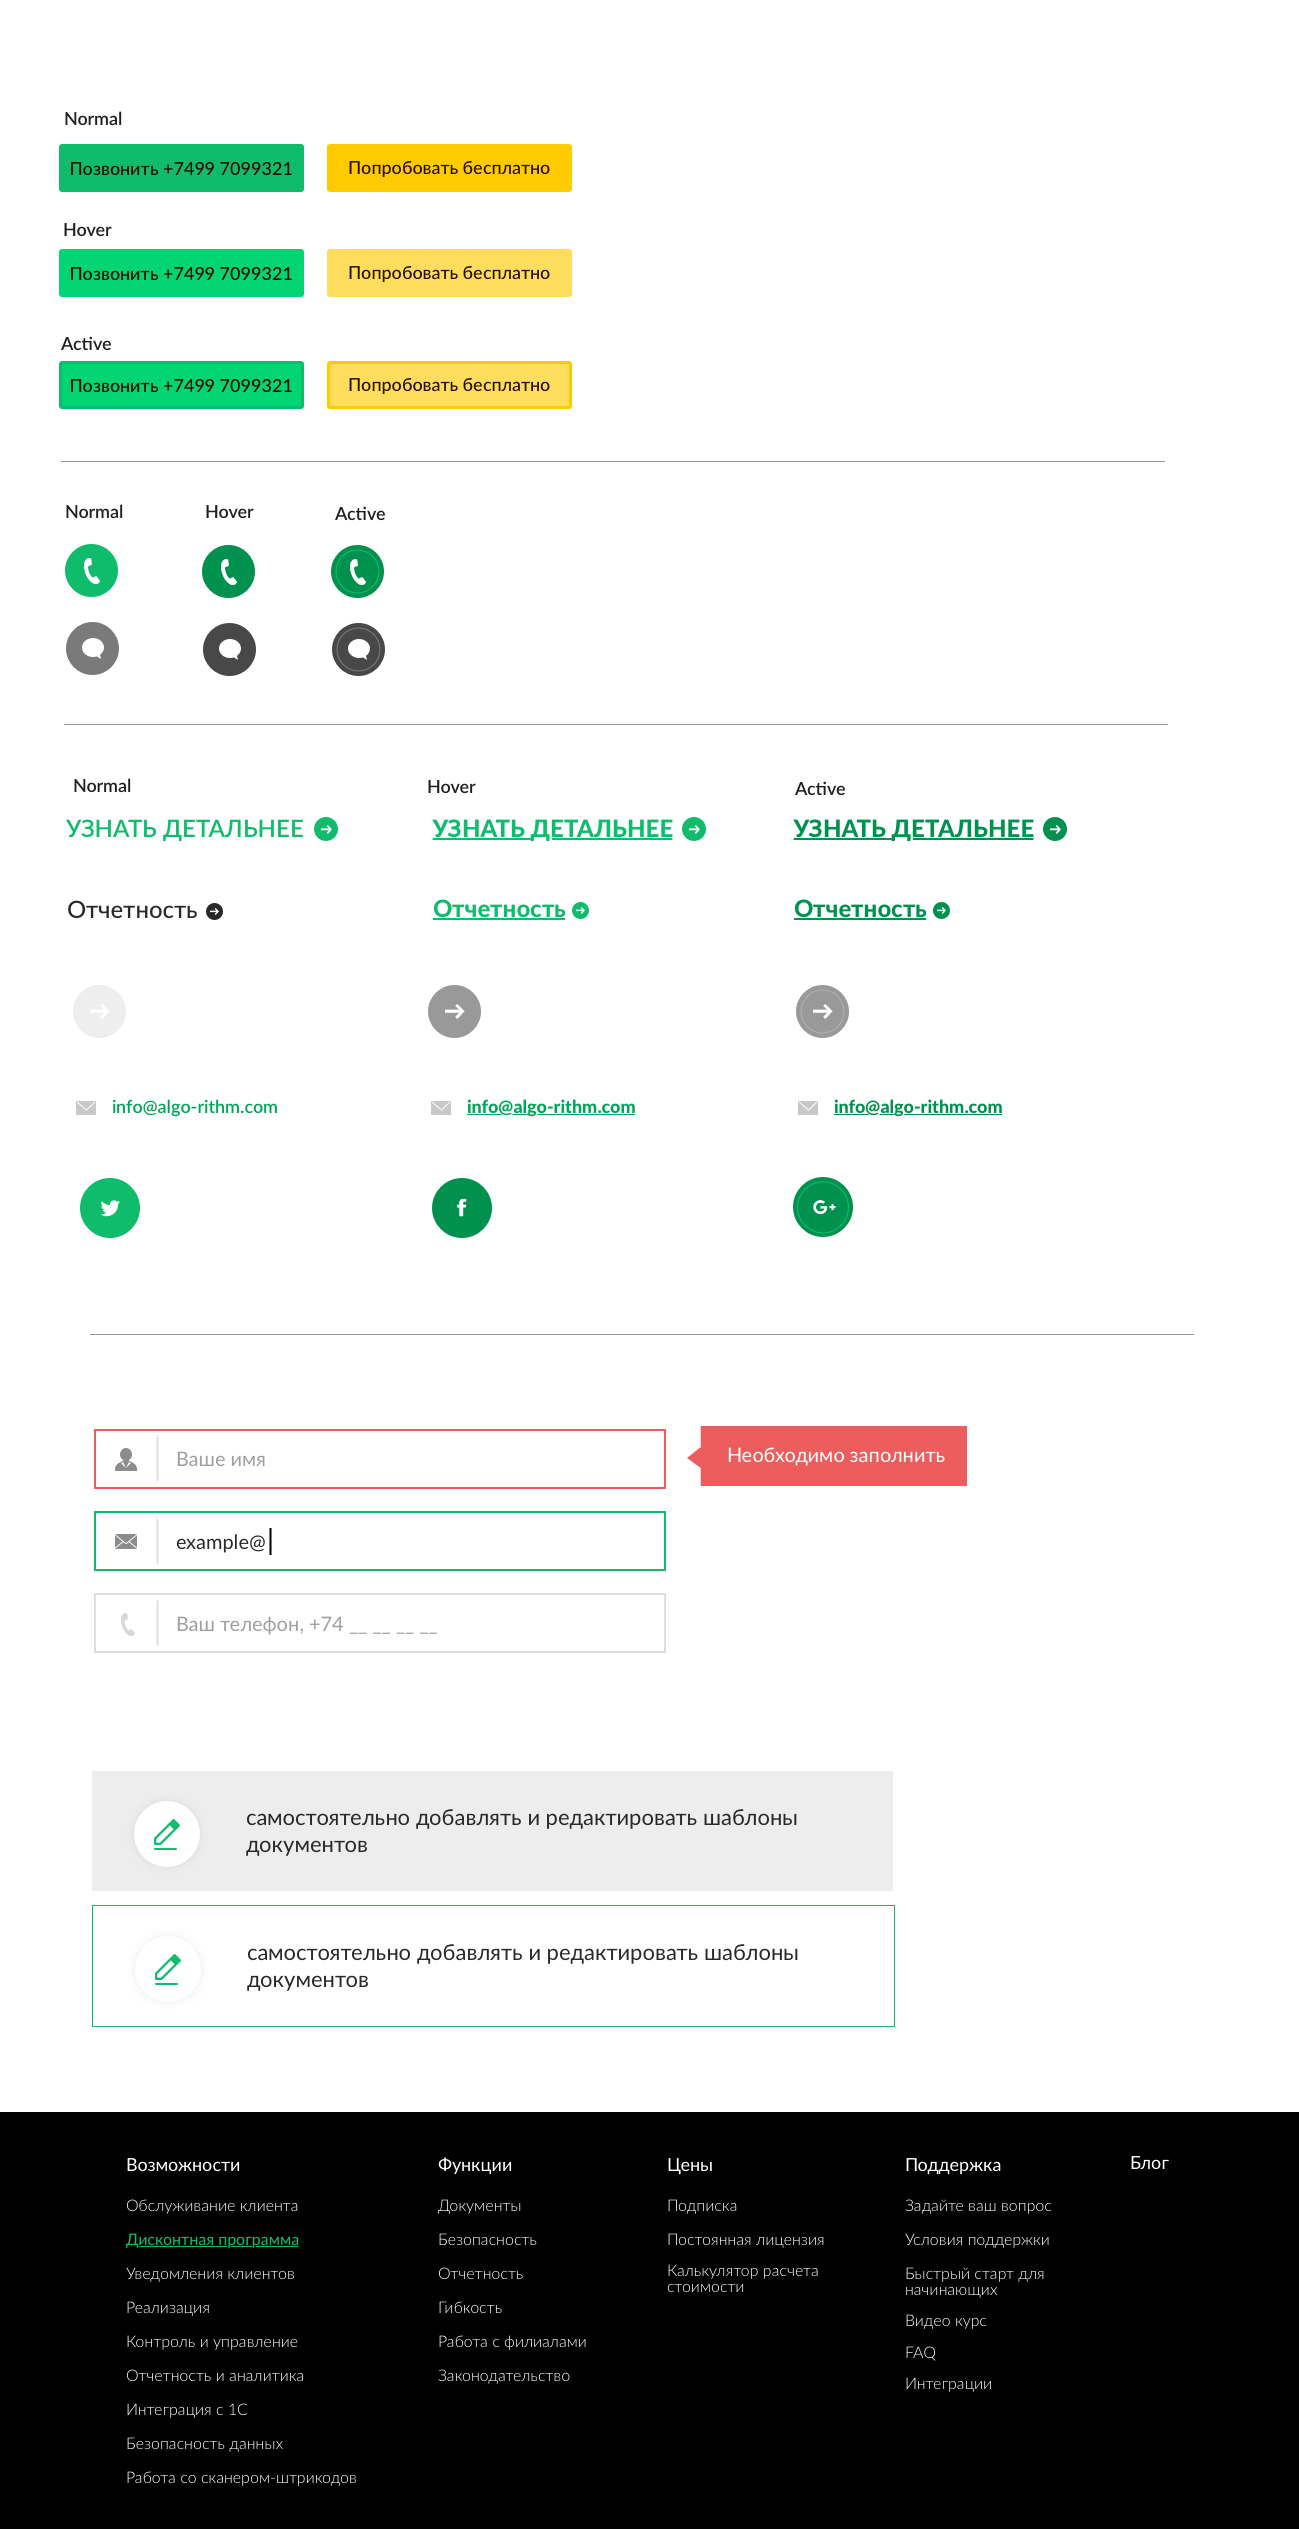 Normal
Позвонить +7499 7099321
Попробовать бесплатно
Hover
Позвонить +7499 7099321
Попробовать бесплатно
Active
Позвонить +7499 7099321
Попробовать бесплатно
Normal
Hover
Active
Normal
Hover
Active
УЗНАТЬ ДЕТАЛЬНЕЕ
УЗНАТЬ ДЕТАЛЬНЕЕ
УЗНАТЬ ДЕТАЛЬНЕЕ
Отчетность
Отчетность
Отчетность
info@algo-rithm.com
info@algo-rithm.com
info@algo-rithm.com
f
G+
Ваше имя
Необходимо заполнить
example@
Ваш телефон, +74 __ __ __ __
самостоятельно добавлять и редактировать шаблоны
документов
самостоятельно добавлять и редактировать шаблоны
документов
Возможности
Обслуживание клиента
Дисконтная программа
Уведомления клиентов
Реализация
Контроль и управление
Отчетность и аналитика
Интеграция с 1С
Безопасность данных
Работа со сканером-штрикодов
Функции
Документы
Безопасность
Отчетность
Гибкость
Работа с филиалами
Законодательство
Цены
Подписка
Постоянная лицензия
Калькулятор расчета
стоимости
Поддержка
Задайте ваш вопрос
Условия поддержки
Быстрый старт для
начинающих
Видео курс
FAQ
Интеграции
Блог